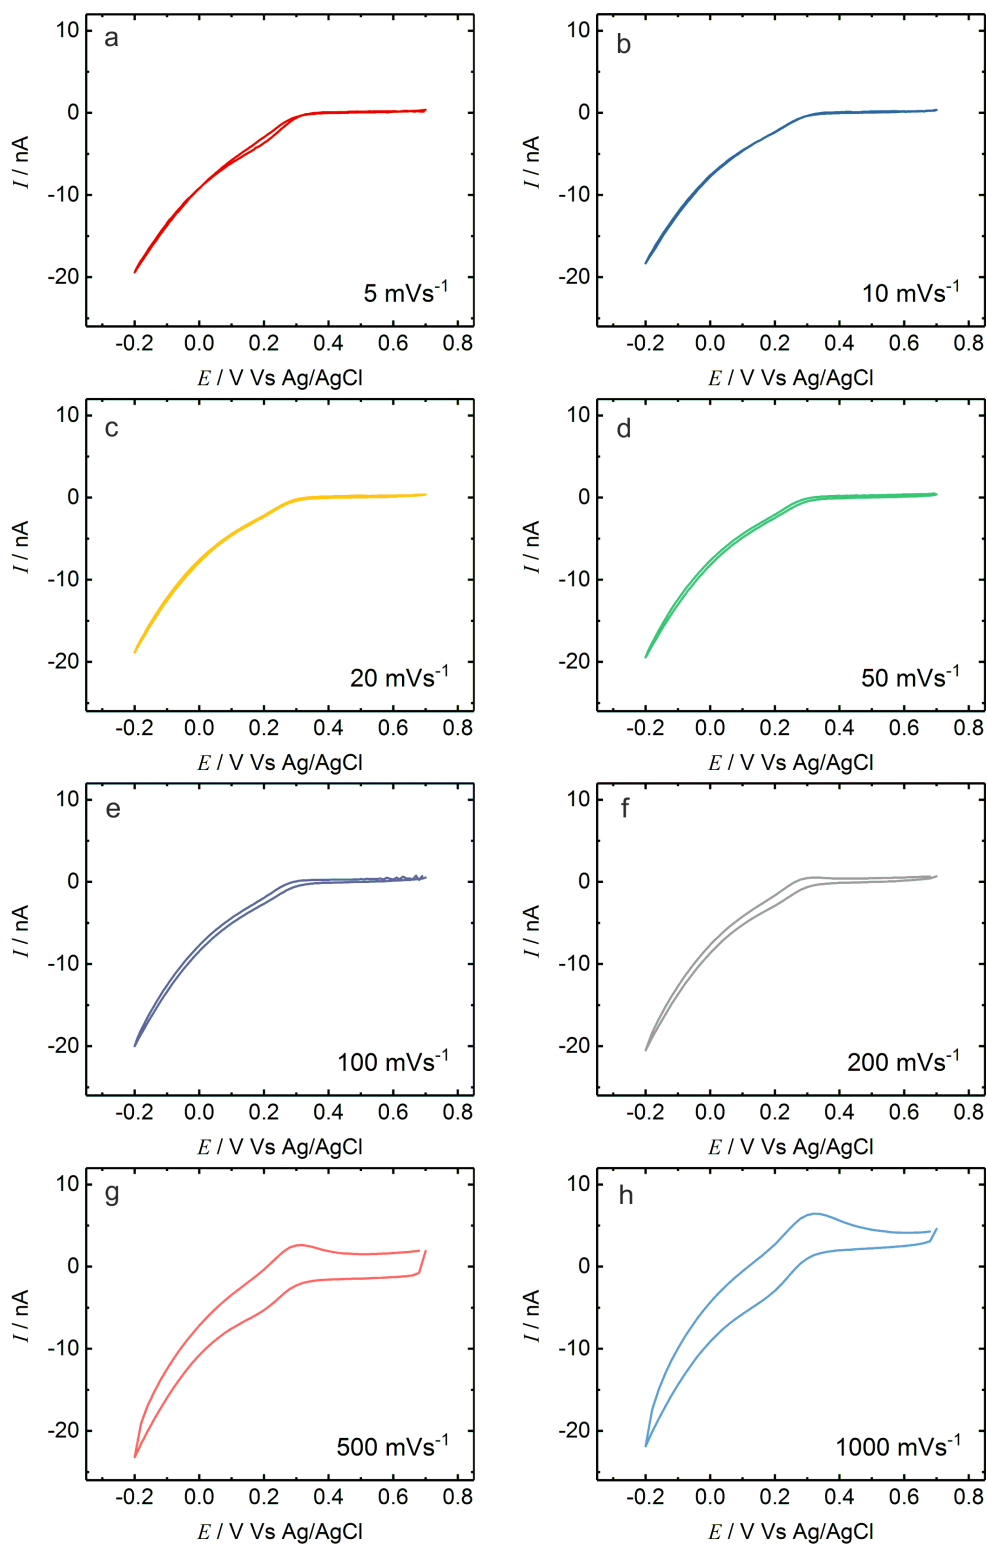 a
10
0
-10
-20
I / nA
5 mVs-1
-0.2 0.0 0.2 0.4 0.6 0.8
E / V Vs Ag/AgCl
b
10
0
-10
-20
I / nA
10 mVs-1
-0.2 0.0 0.2 0.4 0.6 0.8
E / V Vs Ag/AgCl
c
10
0
-10
-20
I / nA
20 mVs-1
-0.2 0.0 0.2 0.4 0.6 0.8
E / V Vs Ag/AgCl
d
10
0
-10
-20
I / nA
50 mVs-1
-0.2 0.0 0.2 0.4 0.6 0.8
E / V Vs Ag/AgCl
e
10
0
-10
-20
I / nA
100 mVs-1
-0.2 0.0 0.2 0.4 0.6 0.8
E / V Vs Ag/AgCl
f
10
0
-10
-20
I / nA
200 mVs-1
-0.2 0.0 0.2 0.4 0.6 0.8
E / V Vs Ag/AgCl
g
10
0
-10
-20
I / nA
500 mVs-1
-0.2 0.0 0.2 0.4 0.6 0.8
E / V Vs Ag/AgCl
h
10
0
-10
-20
I / nA
1000 mVs-1
-0.2 0.0 0.2 0.4 0.6 0.8
E / V Vs Ag/AgCl